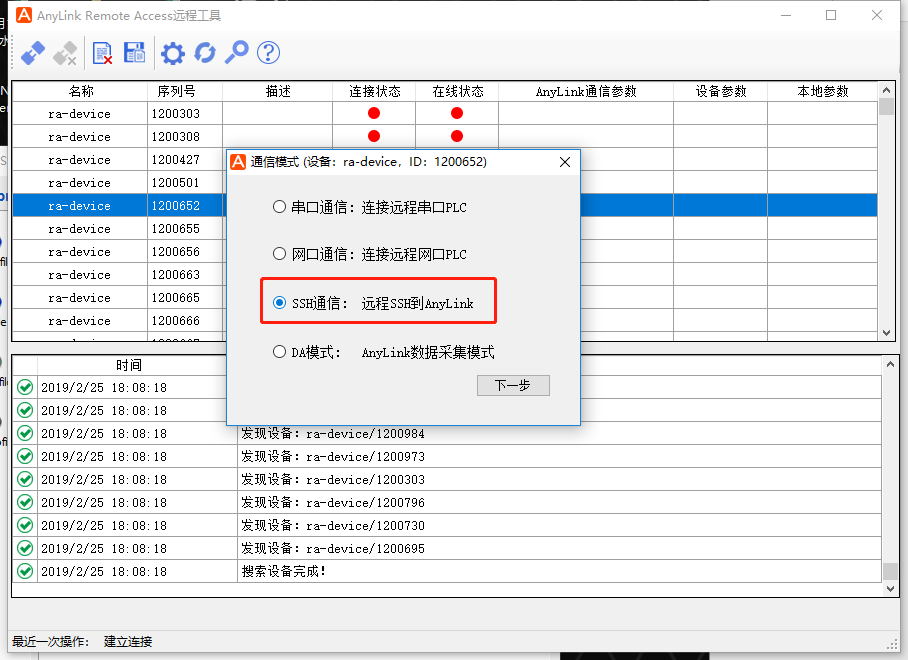 AnyLink Remote Access远程工具
名称 序列号 描述 连接状态 在线状态 AnyLink通信参数 设备参数 本地参数
ra-device 1200303
ra-device 1200308
ra-device 1200427
ra-device 1200501
ra-device 1200652
ra-device 1200655
ra-device 1200656
ra-device 1200663
ra-device 1200665
ra-device 1200666
通信模式 (设备: ra-device, ID: 1200652)
串口通信: 连接远程串口PLC
网口通信: 连接远程网口PLC
SSH通信: 远程SSH到AnyLink
DA模式: AnyLink数据采集模式
下一步
时间
2019/2/25 18:08:18
2019/2/25 18:08:18
2019/2/25 18:08:18 发现设备: ra-device/1200984
2019/2/25 18:08:18 发现设备: ra-device/1200973
2019/2/25 18:08:18 发现设备: ra-device/1200303
2019/2/25 18:08:18 发现设备: ra-device/1200796
2019/2/25 18:08:18 发现设备: ra-device/1200730
2019/2/25 18:08:18 发现设备: ra-device/1200695
2019/2/25 18:08:18 搜索设备完成!
最近一次操作: 建立连接